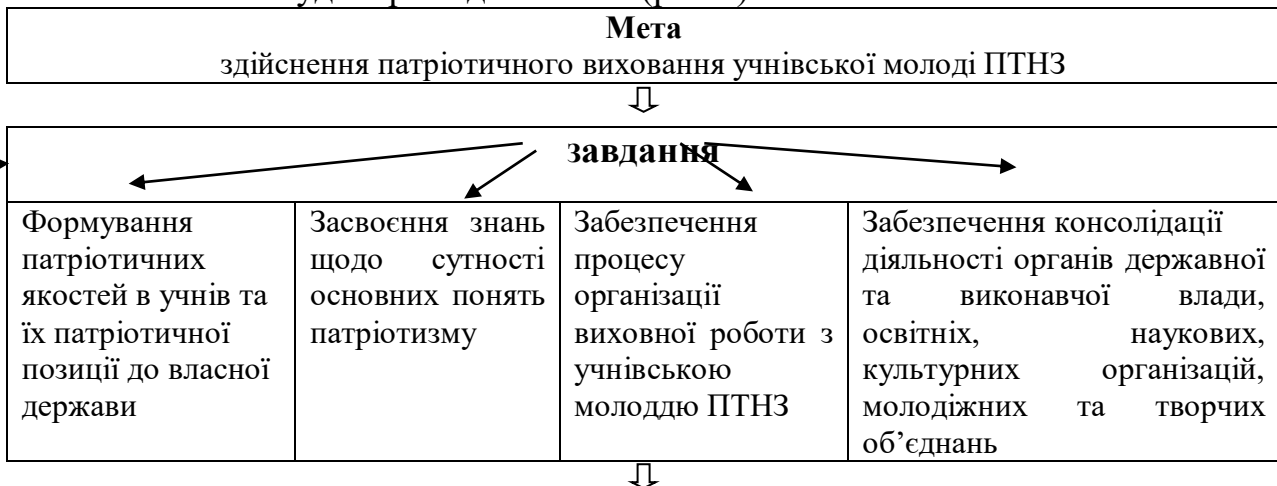 Мета
здійснення патріотичного виховання учнівської молоді ПТНЗ
завдання
Формування
патріотичних
якостей в учнів та
їх патріотичної
позиції до власної
держави
Засвоєння знань
щодо сутності
основних понять
патріотизму
Забезпечення
процесу
організації
виховної роботи з
учнівською
молоддю ПТНЗ
Забезпечення консолідації
діяльності органів державної
та виконавчої влади,
освітніх, наукових,
культурних організацій,
молодіжних та творчих
об’єднань